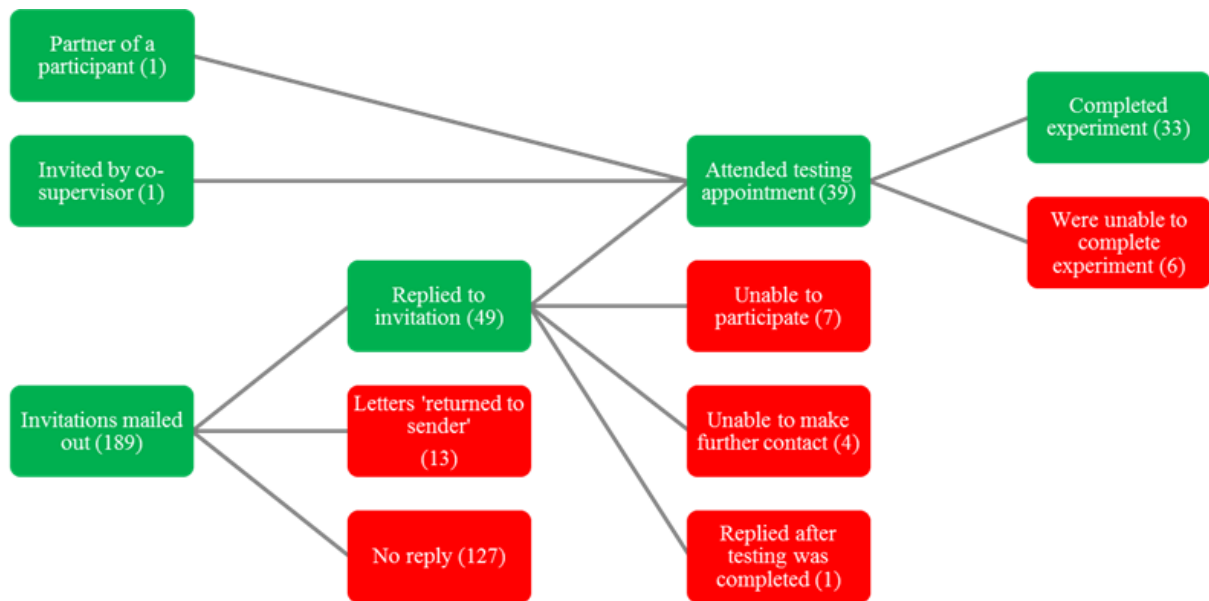 Partner of a
participant (1)
Invited by co-
supervisor (1)
Invitations mailed
out (189)
Replied to
invitation (49)
Letters 'returned to
sender'
(13)
No reply (127)
Attended testing
appointment (39)
Unable to
participate (7)
Unable to make
further contact (4)
Replied after
testing was
completed (1)
Completed
experiment (33)
Were unable to
complete
experiment (6)